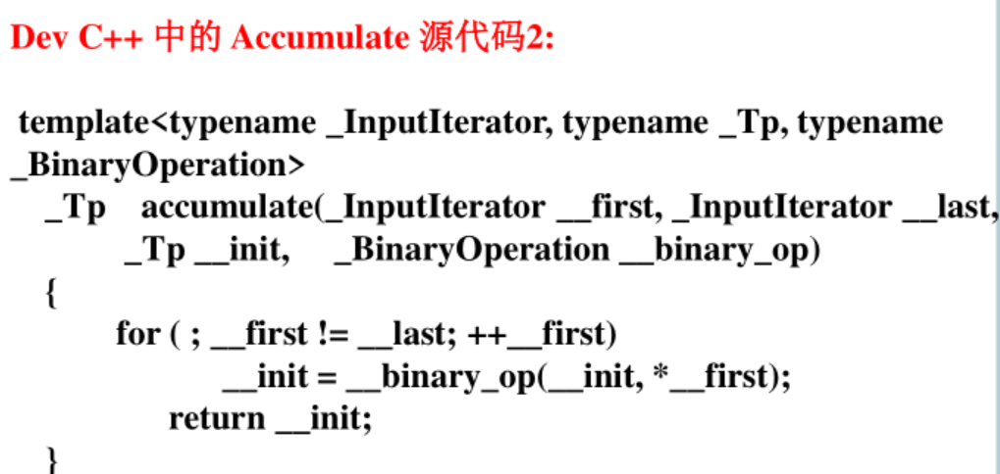 Dev C++ 中的 Accumulate 源代码2:
template<typename _InputIterator, typename _Tp, typename
_BinaryOperation>
_Tp accumulate(_InputIterator __first, _InputIterator __last,
_Tp __init, _BinaryOperation __binary_op)
{
for ( ; __first != __last; ++__first)
__init = __binary_op(__init, *__first);
return __init;
}